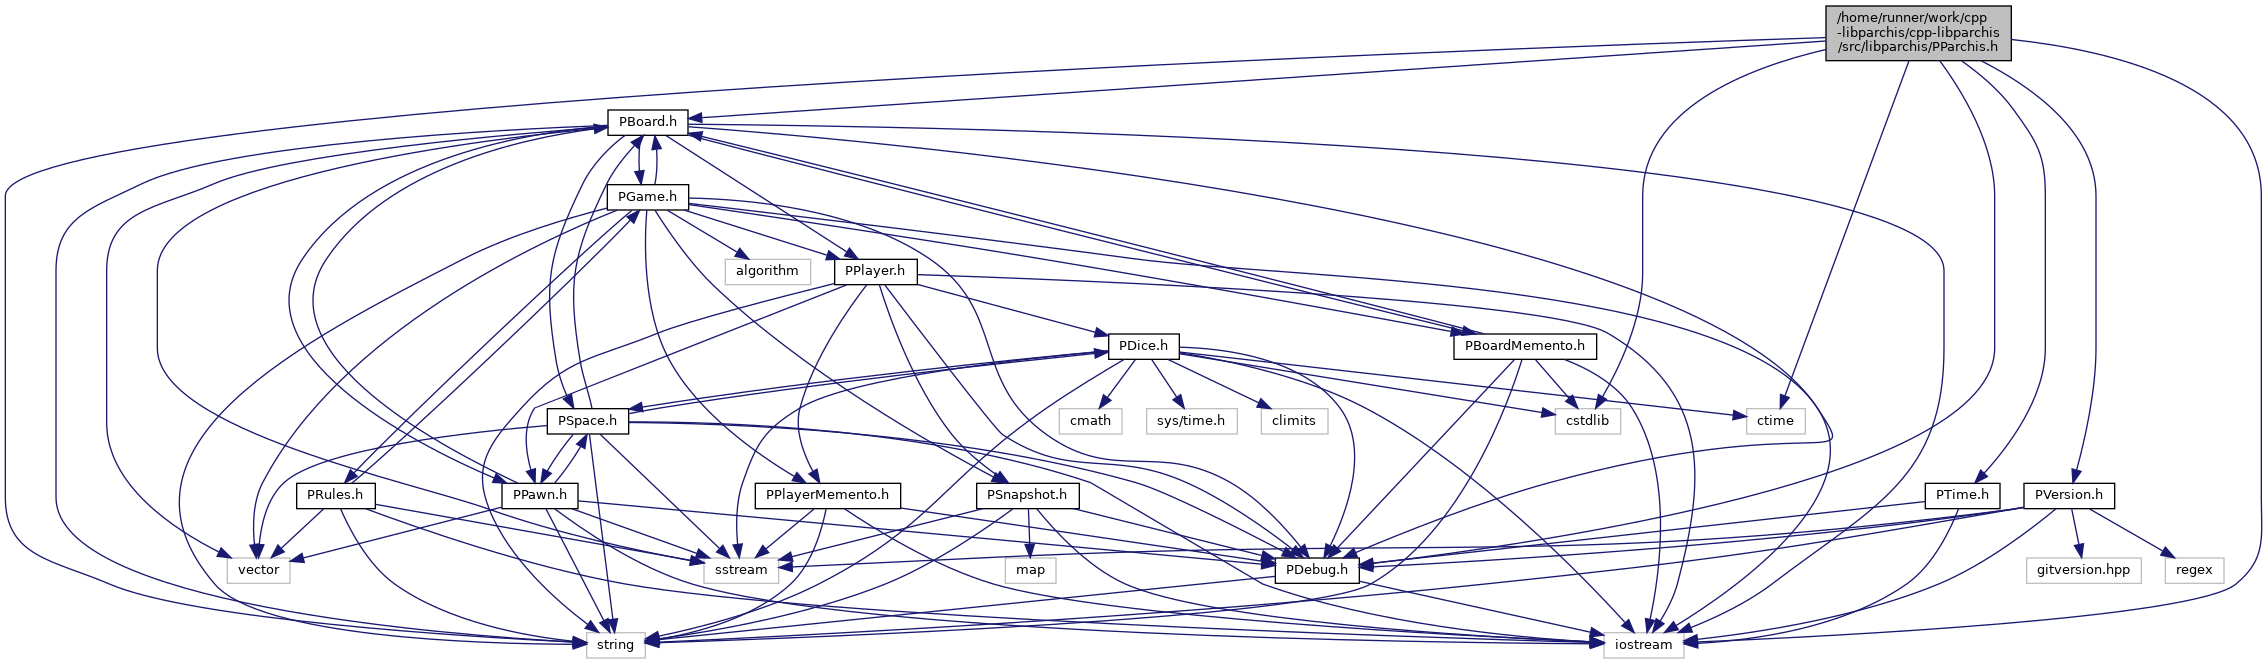 /home/runner/work/cpp
-libparchis/cpp-libparchis
/src/libparchis/PParchis.h
PBoard.h
PGame.h
algorithm
PPlayer.h
PDice.h
PBoardMemento.h
PSpace.h
cmath
sys/time.h
climits
cstdlib
ctime
PRules.h
PPawn.h
PPlayerMemento.h
PSnapshot.h
PTime.h
PVersion.h
vector
sstream
map
PDebug.h
gitversion.hpp
regex
string
iostream